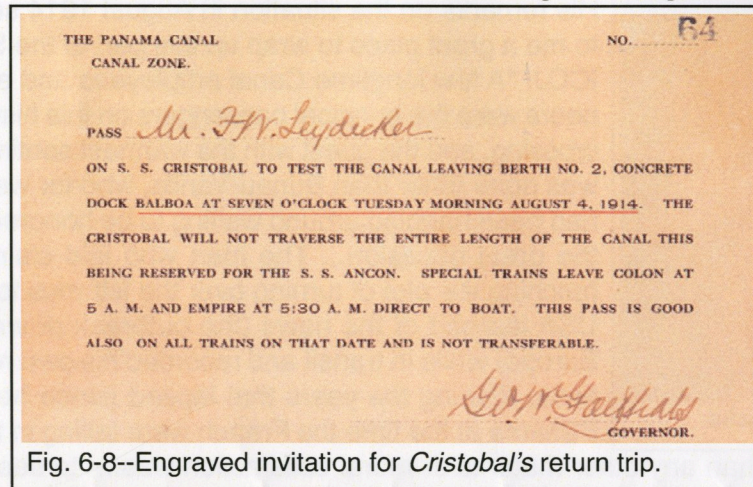 THE PANAMA CANAL NO. 64
CANAL ZONE.
PASS Mr. F.W. Leydecker
ON S. S. CRISTOBAL TO TEST THE CANAL LEAVING BERTH NO. 2, CONCRETE
DOCK BALBOA AT SEVEN O'CLOCK TUESDAY MORNING AUGUST 4, 1914. THE
CRISTOBAL WILL NOT TRAVERSE THE ENTIRE LENGTH OF THE CANAL THIS
BEING RESERVED FOR THE S. S. ANCON. SPECIAL TRAINS LEAVE COLON AT
5 A. M. AND EMPIRE AT 5:30 A. M. DIRECT TO BOAT. THIS PASS IS GOOD
ALSO ON ALL TRAINS ON THAT DATE AND IS NOT TRANSFERABLE.
Geo W. Goethals
GOVERNOR.
Fig. 6-8--Engraved invitation for Cristobal's return trip.